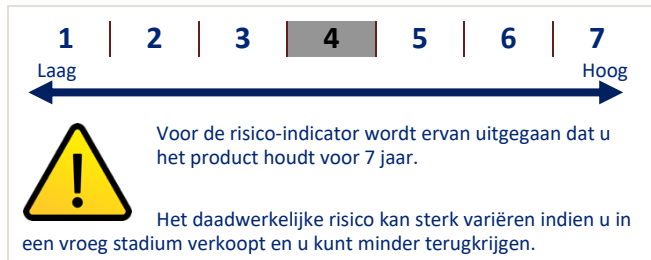 1 2 3 4 5 6 7
Laag Hoog
Voor de risico-indicator wordt ervan uitgegaan dat u
het product houdt voor 7 jaar.
Het daadwerkelijke risico kan sterk variëren indien u in
een vroeg stadium verkoopt en u kunt minder terugkrijgen.